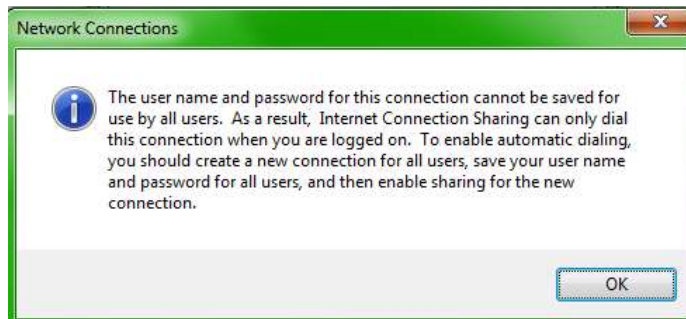 Network Connections
The user name and password for this connection cannot be saved for
use by all users.  As a result,  Internet Connection Sharing can only dial
this connection when you are logged on.  To enable automatic dialing,
you should create a new connection for all users, save your user name
and password for all users, and then enable sharing for the new
connection.
OK